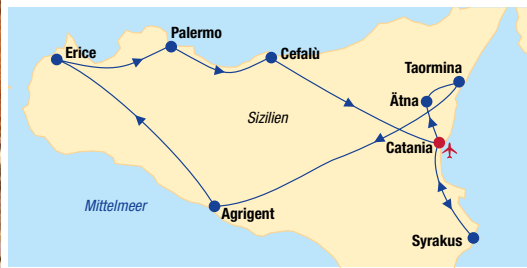 Palermo
Erice
Cefalù
Taormina
Ätna
Sizilien
Catania
Mittelmeer
Agrigent
Syrakus